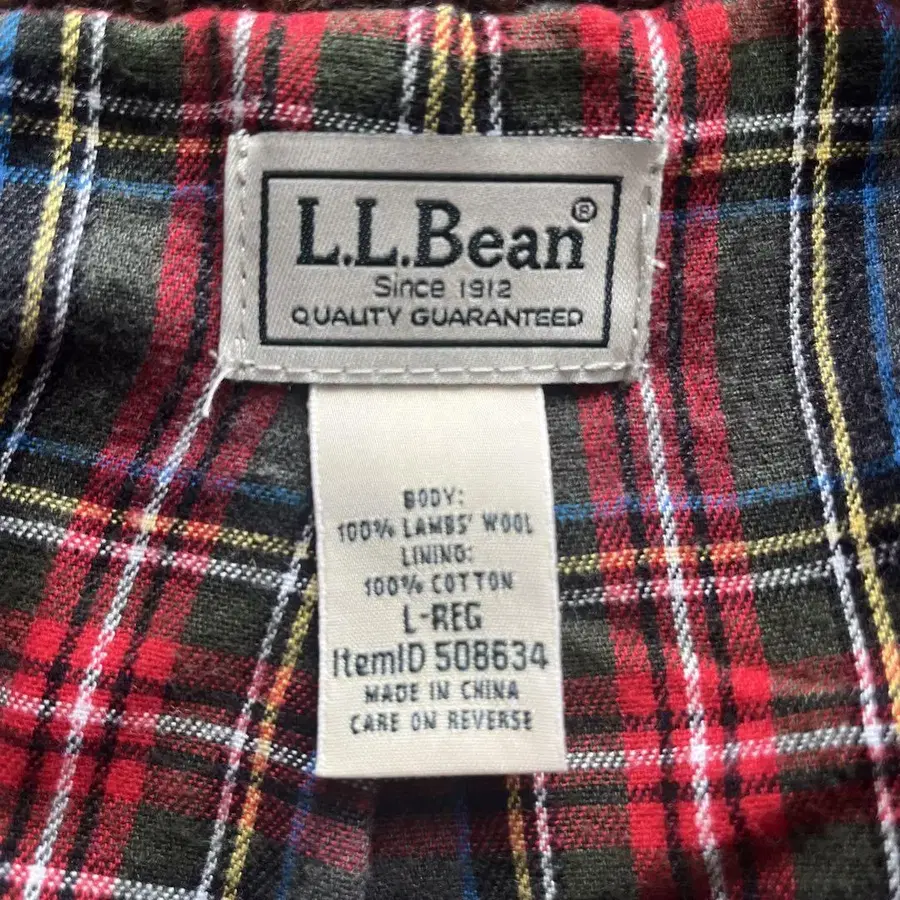 L.L.Bean®
Since 1912
QUALITY GUARANTEED
BODY:
100% LAMBS' WOOL
LINING:
100% COTTON
L-REG
ItemID 508634
MADE IN CHINA
CARE ON REVERSE